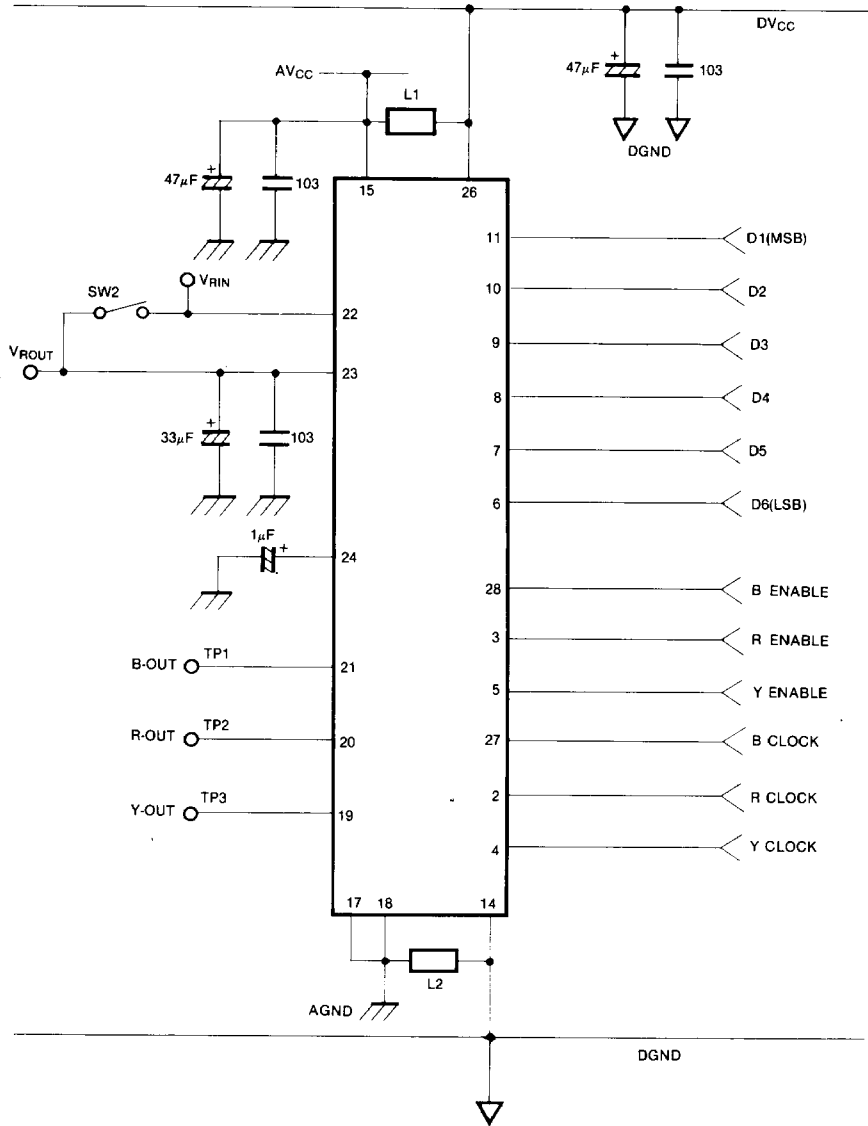 DVCC
AVCC
47µF
+
103
L1
DGND
47µF
+
103
15
26
11
D1(MSB)
VRIN
SW2
10
D2
22
VROUT
9
D3
23
8
D4
33µF
+
103
7
D5
6
D6(LSB)
1µF
+
24
28
B ENABLE
3
R ENABLE
B-OUT
TP1
21
5
Y ENABLE
R-OUT
TP2
20
27
B CLOCK
2
R CLOCK
Y-OUT
TP3
19
4
Y CLOCK
17
18
14
L2
AGND
DGND